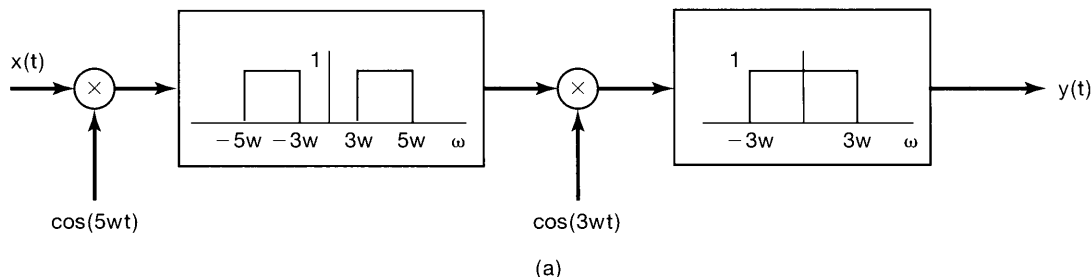 x(t)
×
cos(5wt)
1
−5w −3w 3w 5w ω
×
cos(3wt)
1
−3w 3w ω
y(t)
(a)